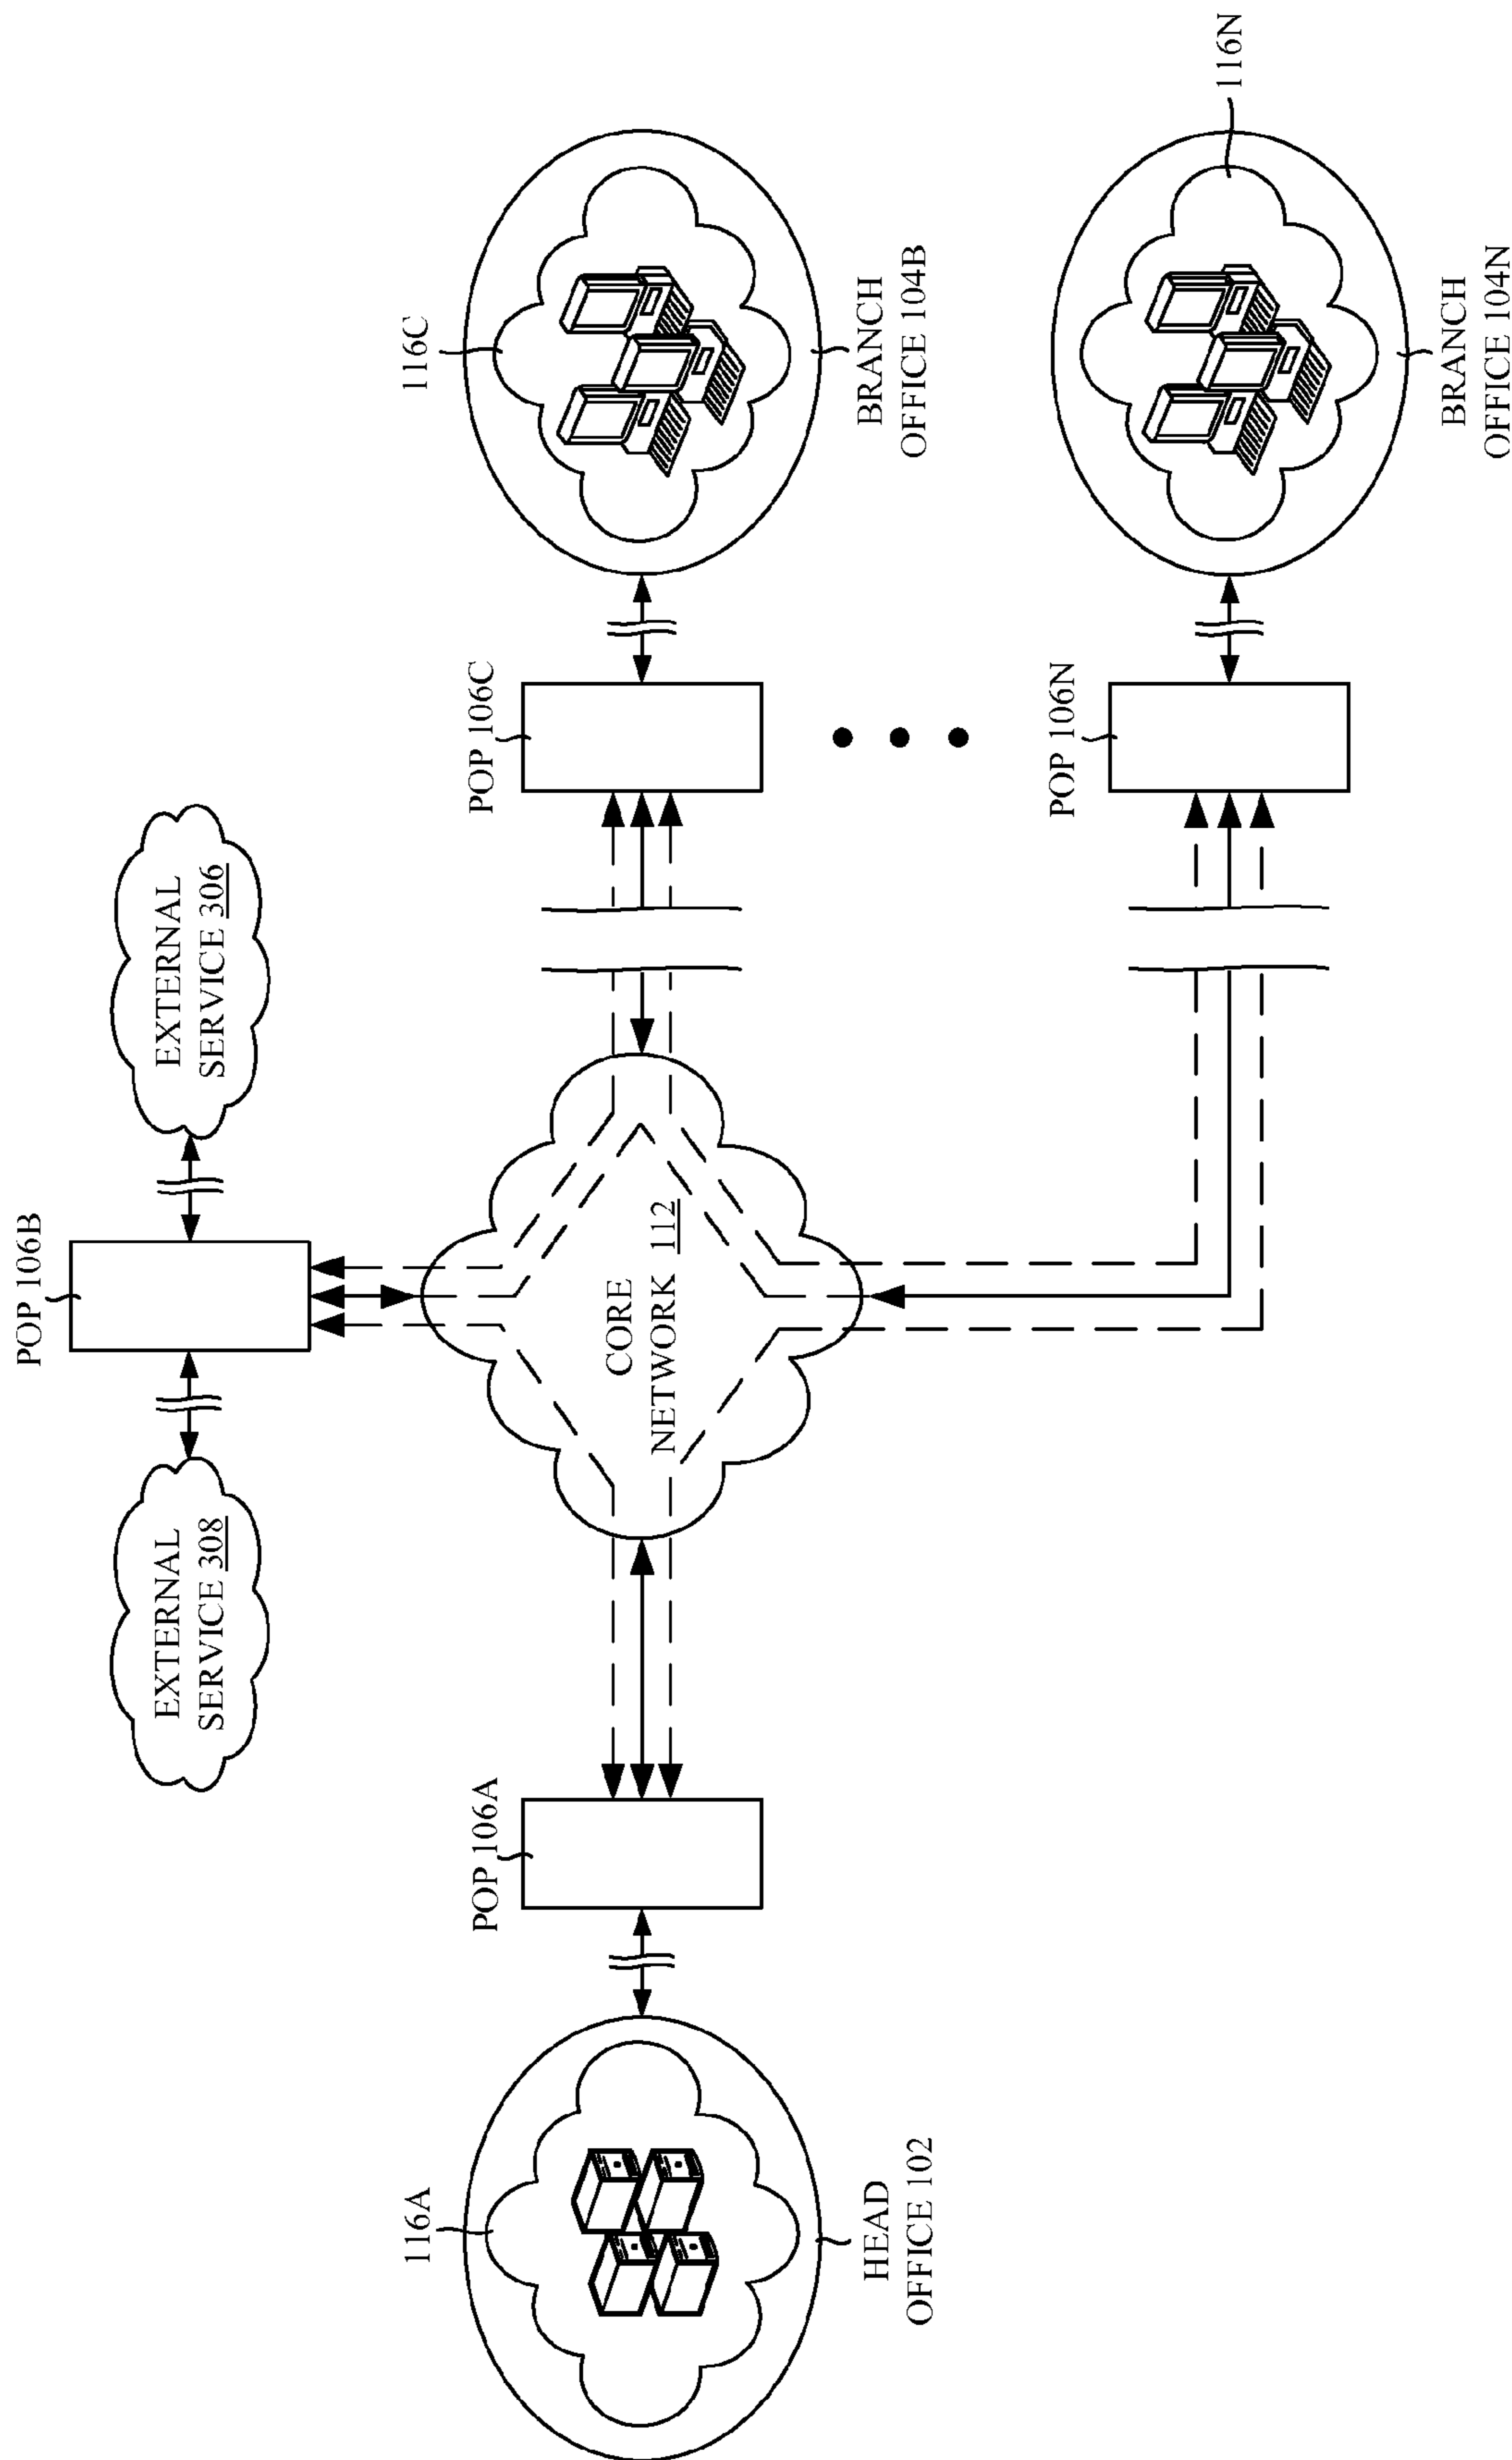 POP 106B
EXTERNAL
SERVICE 308
EXTERNAL
SERVICE 306
116A
POP 106A
POP 106C
116C
CORE
NETWORK 112
HEAD
OFFICE 102
BRANCH
OFFICE 104B
POP 106N
116N
BRANCH
OFFICE 104N